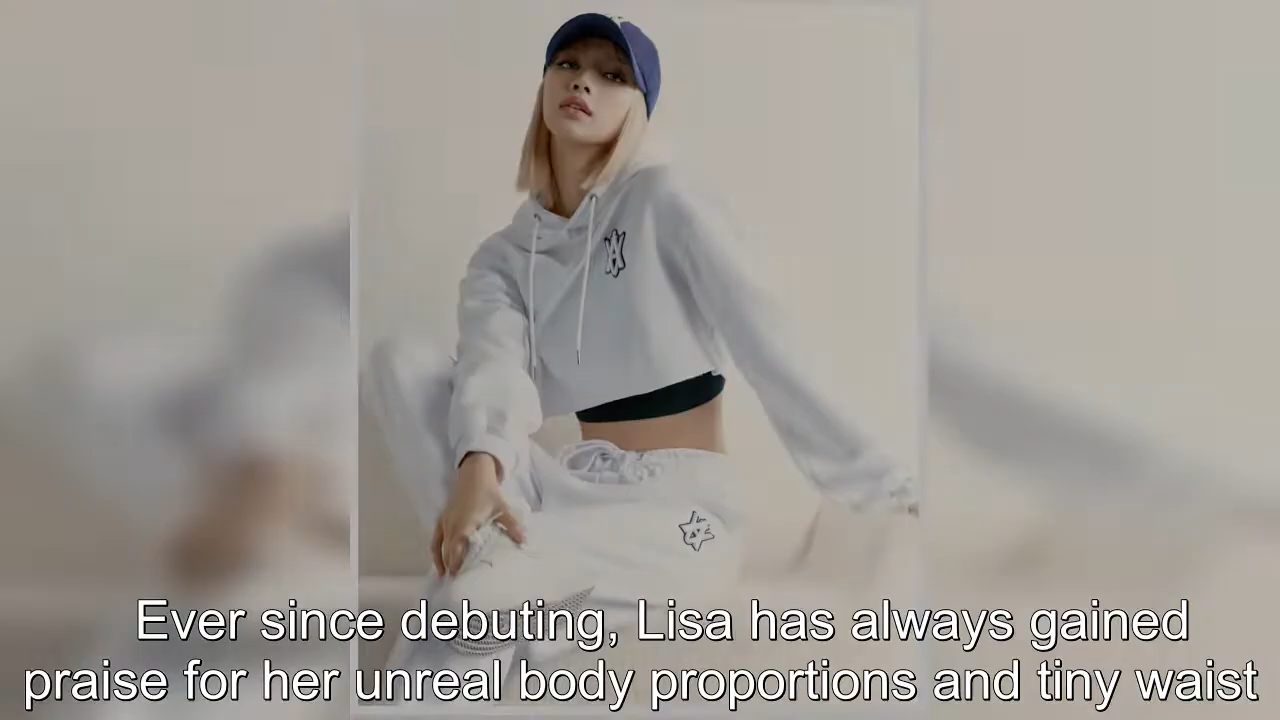 Ever since debuting, Lisa has always gained
praise for her unreal body proportions and tiny waist